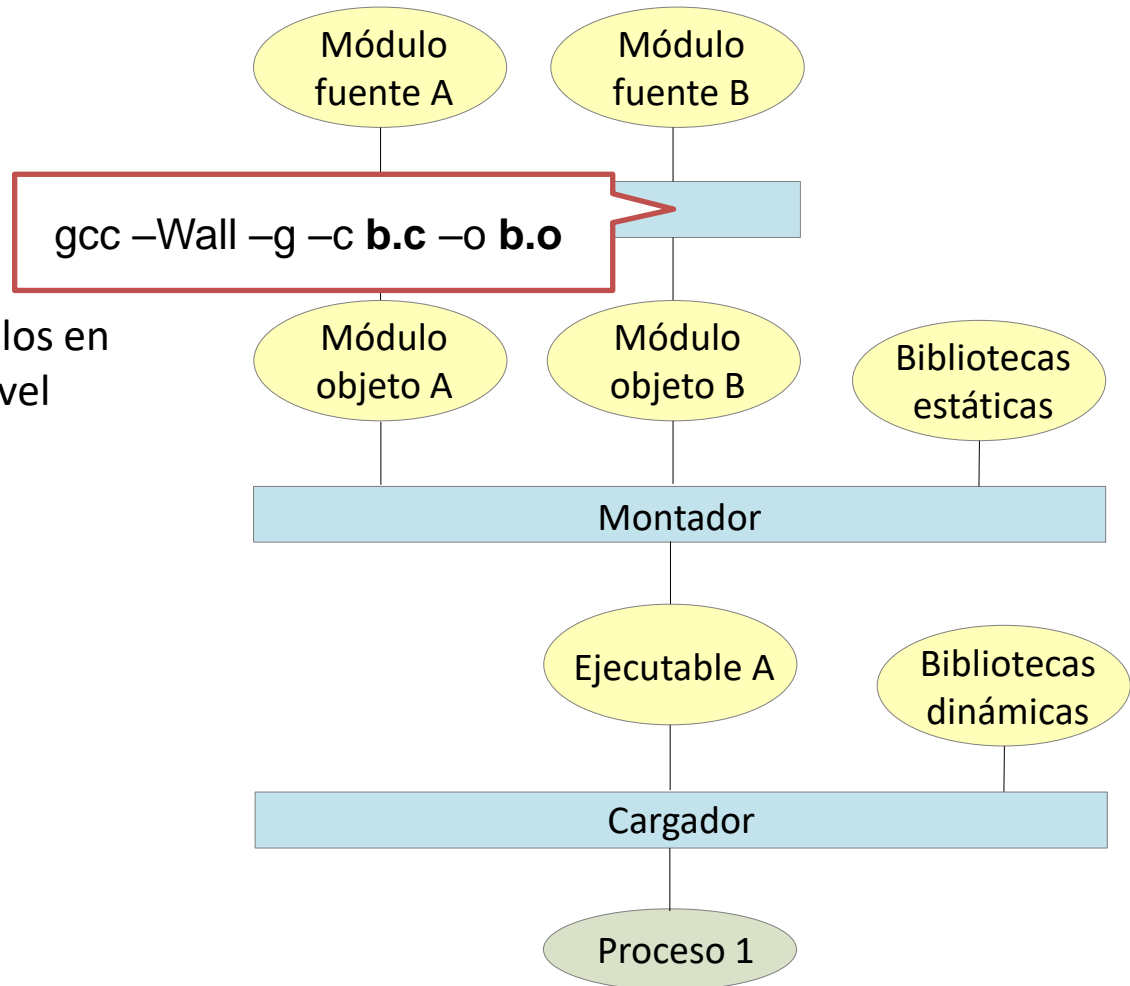 Módulo
fuente A
Módulo
fuente B
gcc –Wall –g –c b.c –o b.o
los en
vel
Módulo
objeto A
Módulo
objeto B
Bibliotecas
estáticas
Montador
Ejecutable A
Bibliotecas
dinámicas
Cargador
Proceso 1